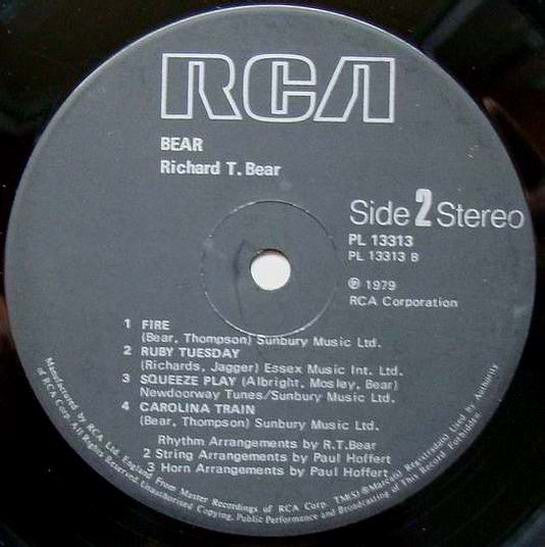 RCA
BEAR
Richard T. Bear
Side 2 Stereo
PL 13313
PL 13313 B
℗ 1979
RCA Corporation
1 FIRE
(Bear, Thompson) Sunbury Music Ltd.
2 RUBY TUESDAY
(Richards, Jagger) Essex Music Int. Ltd.
3 SQUEEZE PLAY (Albright, Mosley, Bear)
Newdoorway Tunes/Sunbury Music Ltd.
4 CAROLINA TRAIN
(Bear, Thompson) Sunbury Music Ltd.
Rhythm Arrangements by R.T.Bear
2 String Arrangements by Paul Hoffert
3 Horn Arrangements by Paul Hoffert
Manufactured by RCA Ltd. England From Master Recordings of RCA Corp. TM(S) ® Marca(s) Registrada(s) Used by Authority
of RCA Corp. All Rights Reserved. Unauthorised Copying, Public Performance and Broadcasting of This Record Forbidden.